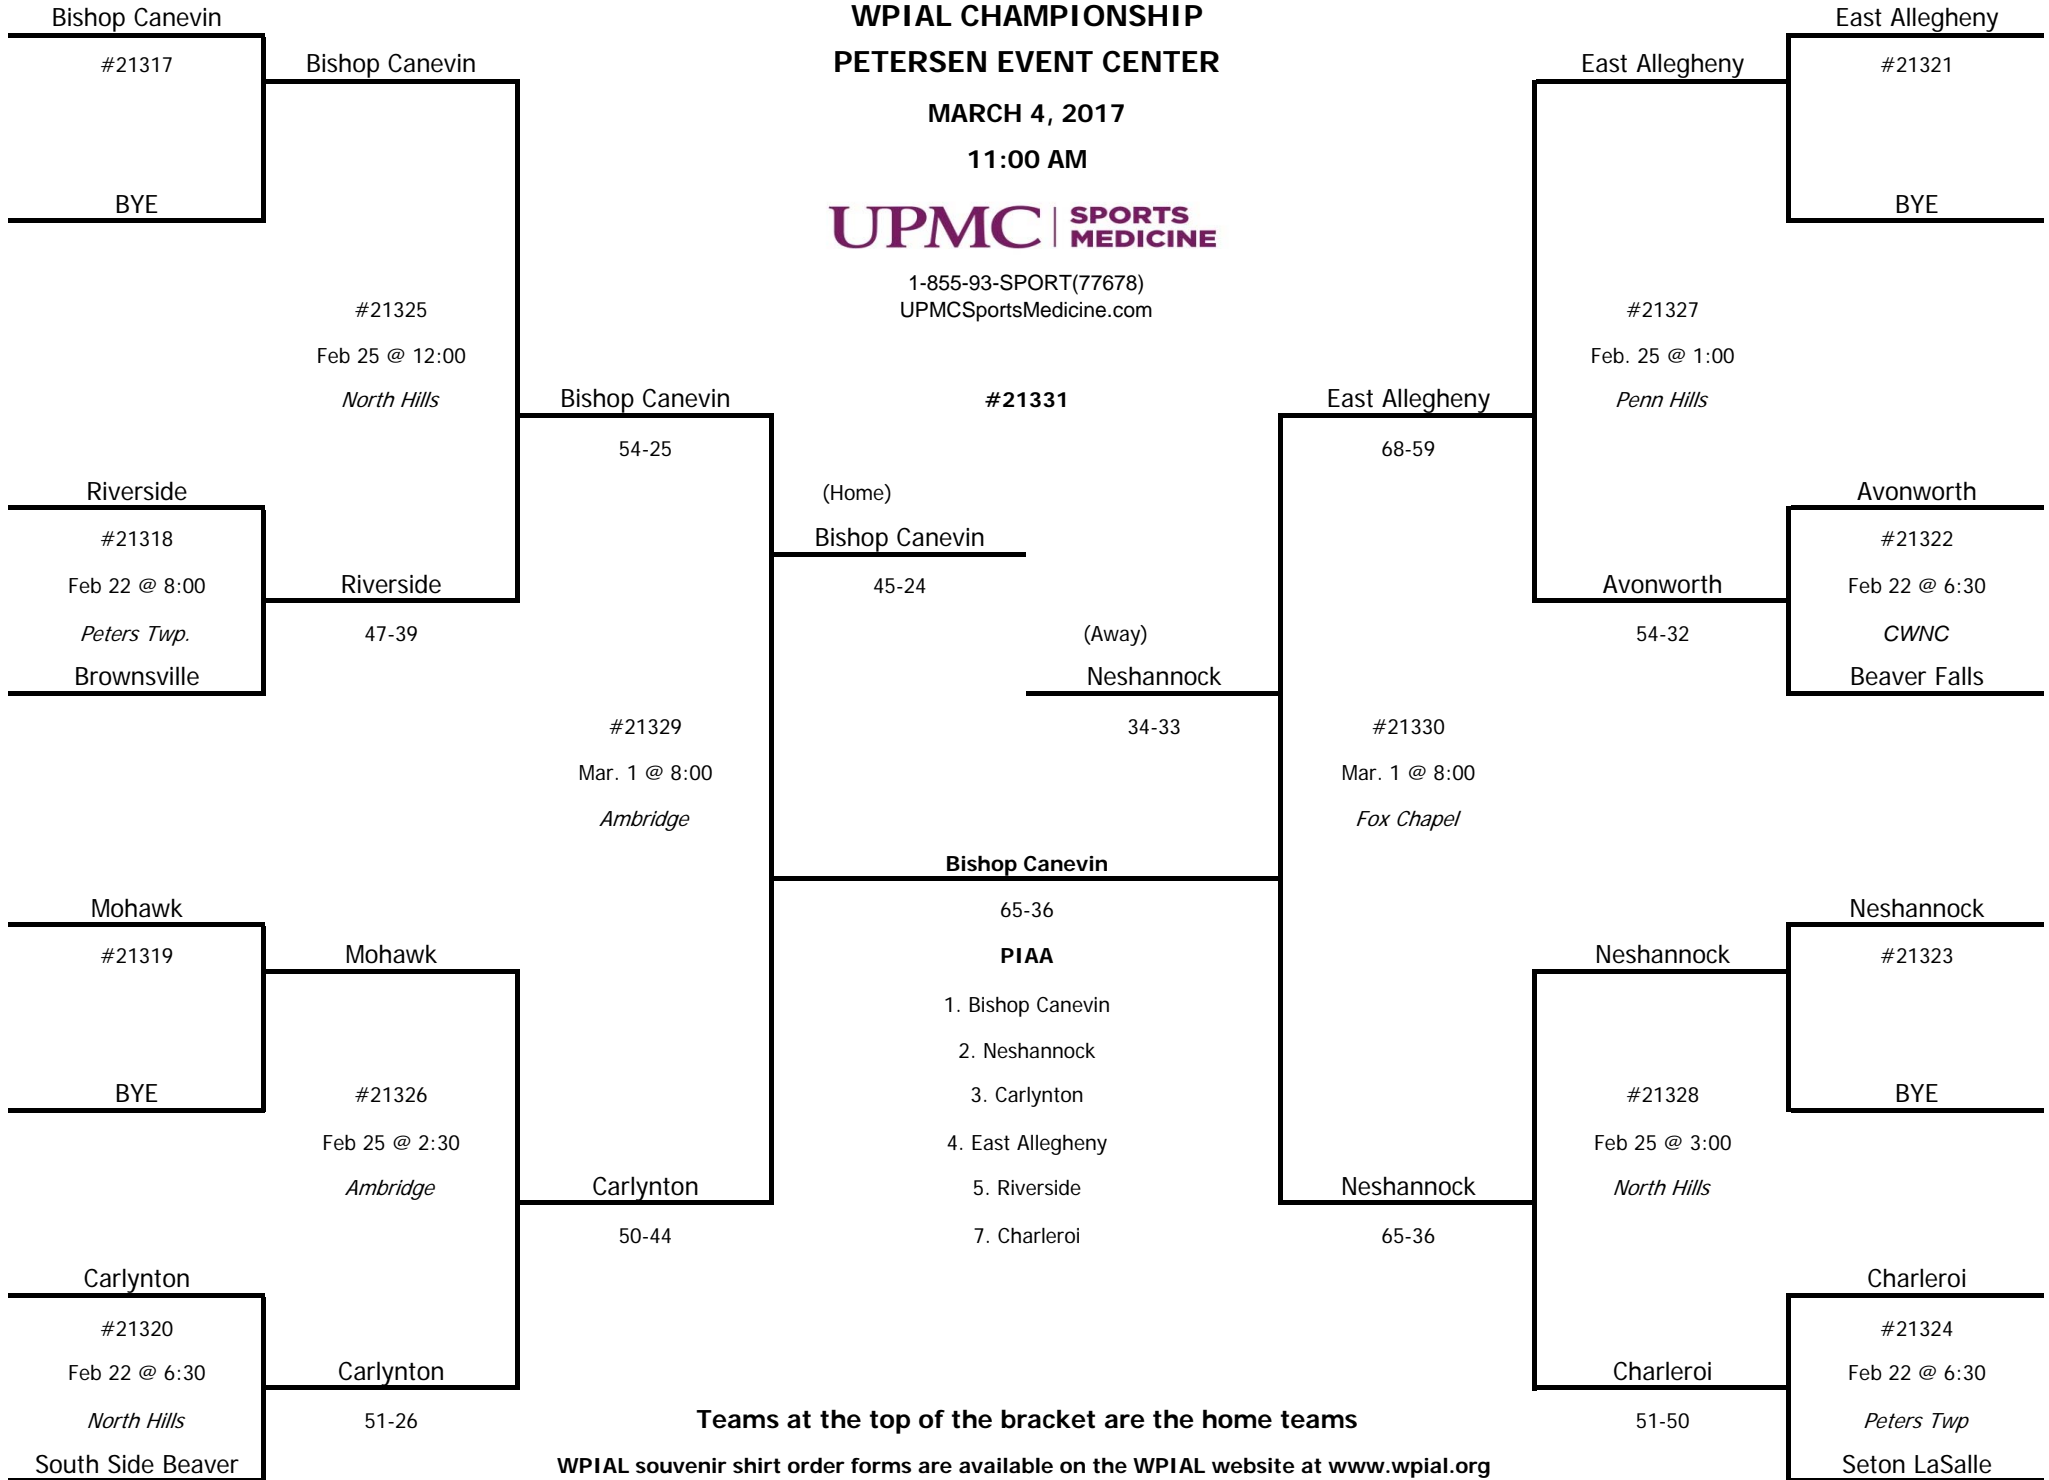 WPIAL CHAMPIONSHIP
PETERSEN EVENT CENTER
MARCH 4, 2017
11:00 AM
UPMC | SPORTS MEDICINE
1-855-93-SPORT(77678)
UPMCSportsMedicine.com
Bishop Canevin
#21317
BYE
Riverside
#21318
Feb 22 @ 8:00
Peters Twp.
Brownsville
Mohawk
#21319
BYE
Carlynton
#21320
Feb 22 @ 6:30
North Hills
South Side Beaver
Bishop Canevin
#21325
Feb 25 @ 12:00
North Hills
Riverside
47-39
Mohawk
#21326
Feb 25 @ 2:30
Ambridge
Carlynton
51-26
Bishop Canevin
54-25
#21329
Mar. 1 @ 8:00
Ambridge
Carlynton
50-44
#21331
(Home)
Bishop Canevin
45-24
(Away)
Neshannock
34-33
Bishop Canevin
65-36
PIAA
1. Bishop Canevin
2. Neshannock
3. Carlynton
4. East Allegheny
5. Riverside
7. Charleroi
East Allegheny
68-59
#21330
Mar. 1 @ 8:00
Fox Chapel
Neshannock
65-36
East Allegheny
#21327
Feb. 25 @ 1:00
Penn Hills
Avonworth
54-32
Neshannock
#21328
Feb 25 @ 3:00
North Hills
Charleroi
51-50
East Allegheny
#21321
BYE
Avonworth
#21322
Feb 22 @ 6:30
CWNC
Beaver Falls
Neshannock
#21323
BYE
Charleroi
#21324
Feb 22 @ 6:30
Peters Twp
Seton LaSalle
Teams at the top of the bracket are the home teams
WPIAL souvenir shirt order forms are available on the WPIAL website at www.wpial.org